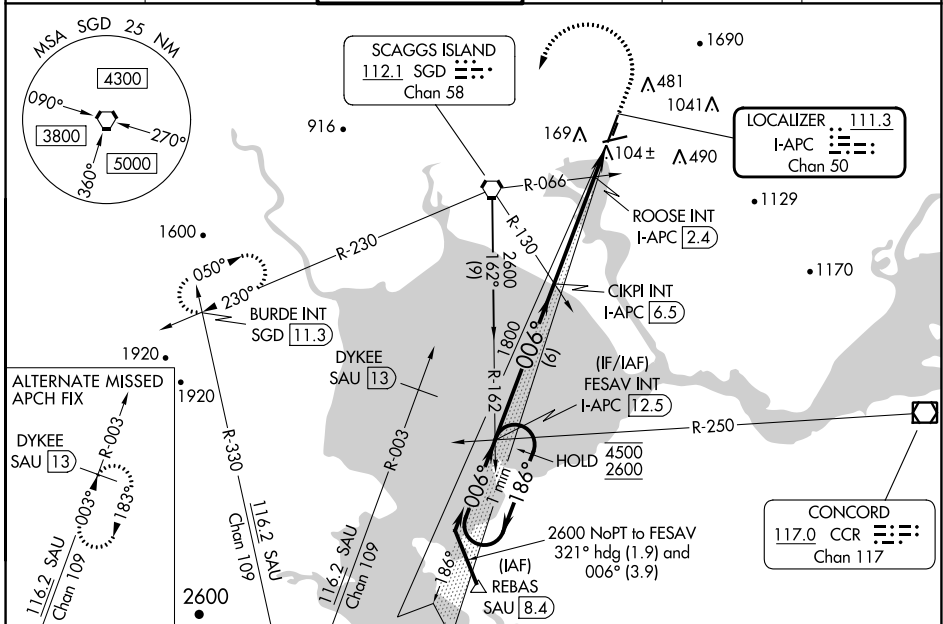 MSA SGD 25 NM
4300
090°
3800
270°
5000
360°
SCAGGS ISLAND
112.1 SGD
Chan 58
1690
481
1041
916
169
104 ±
490
LOCALIZER 111.3
I-APC
Chan 50
R-066
ROOSE INT
I-APC 2.4
1129
1600
R-230
R-130
2600
162°
(9)
1170
050°
230°
CIKPI INT
I-APC 6.5
BURDE INT
SGD 11.3
1800
006°
(6)
1920
DYKEE
SAU 13
R-162
(IF/IAF)
FESAV INT
I-APC 12.5
ALTERNATE MISSED
APCH FIX
1920
R-003
DYKEE
SAU 13
R-003
R-250
HOLD 4500
2600
R-330
006°
1 min
186°
003°
183°
CONCORD
117.0 CCR
Chan 117
116.2 SAU
Chan 109
2600 NoPT to FESAV
321° hdg (1.9) and
006° (3.9)
116.2 SAU
Chan 109
116.2 SAU
Chan 109
186°
(IAF)
REBAS
SAU 8.4
2600